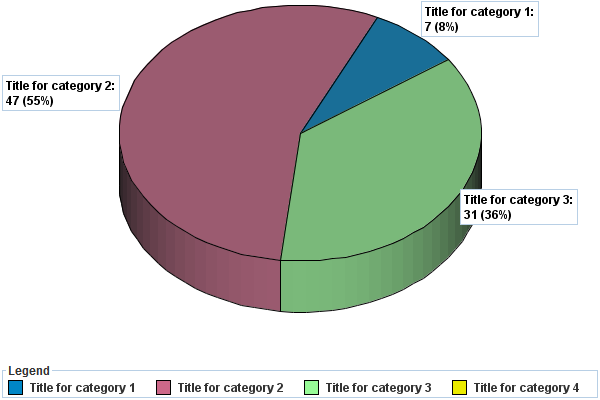 Title for category 1:
7 (8%)
Title for category 2:
47 (55%)
Title for category 3:
31 (36%)
Legend
Title for category 1
Title for category 2
Title for category 3
Title for category 4